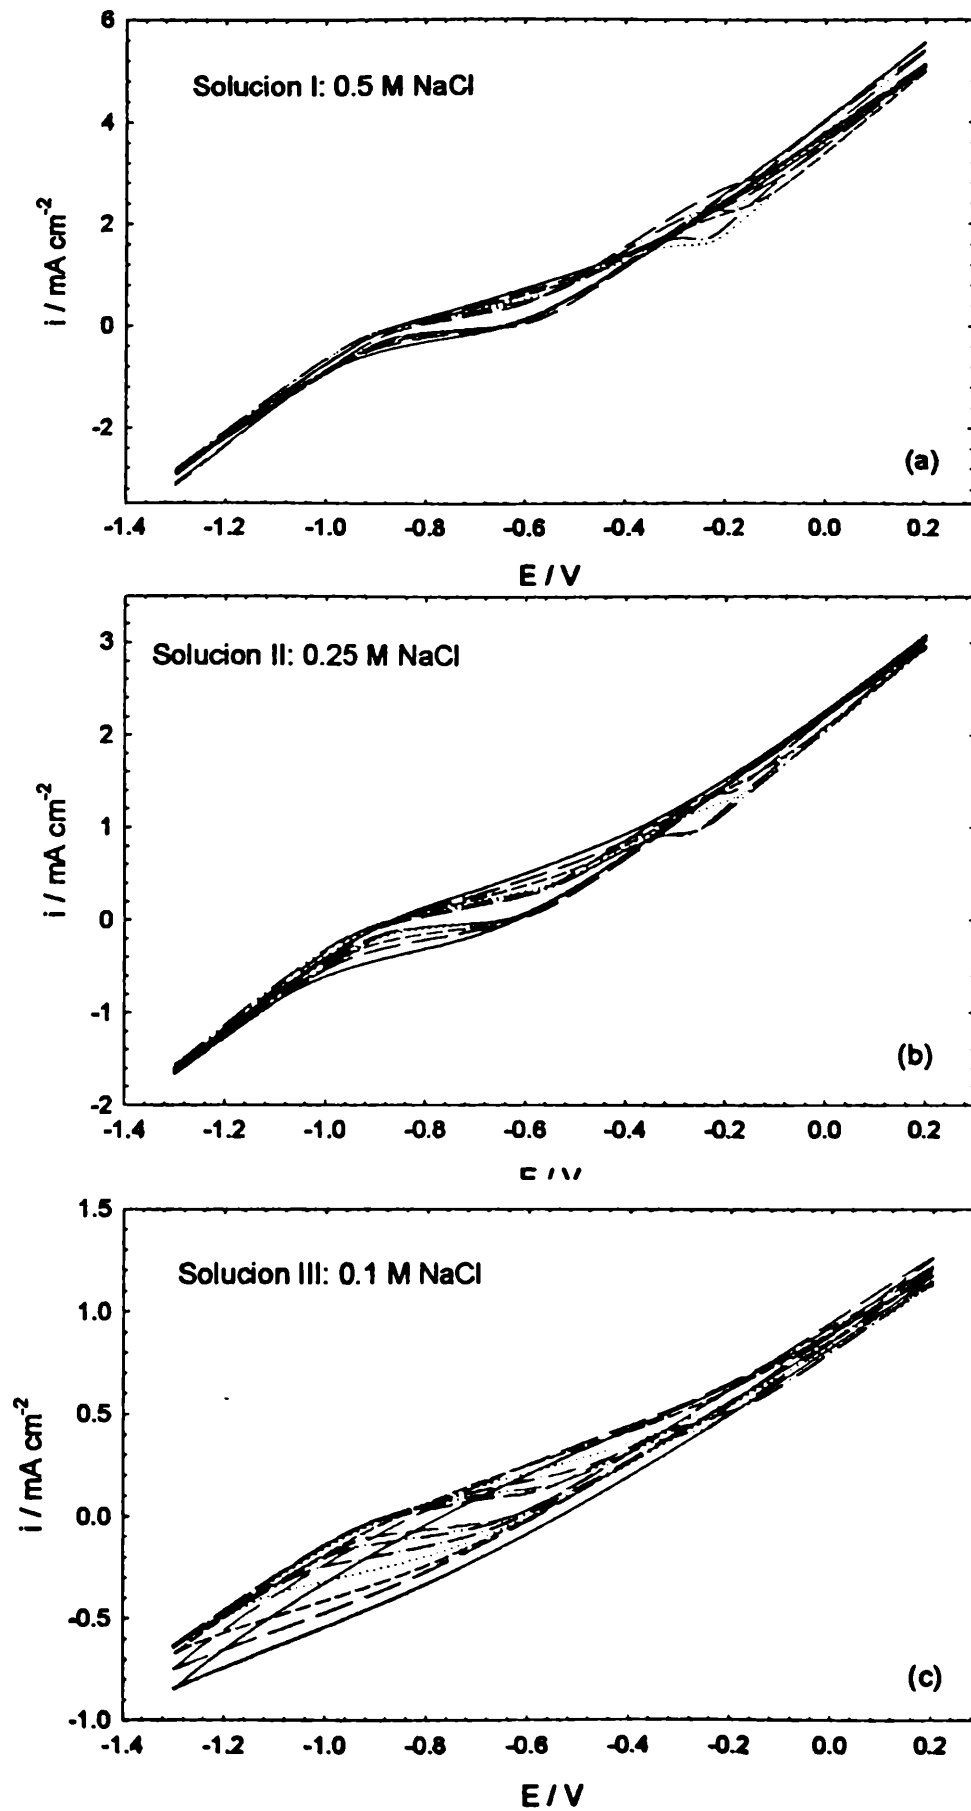 6
4
2
0
-2
i / mA cm-2
Solucion I: 0.5 M NaCl
(a)
-1.4 -1.2 -1.0 -0.8 -0.6 -0.4 -0.2 0.0 0.2
E / V
3
2
1
0
-1
-2
i / mA cm-2
Solucion II: 0.25 M NaCl
(b)
-1.4 -1.2 -1.0 -0.8 -0.6 -0.4 -0.2 0.0 0.2
E / V
1.5
1.0
0.5
0.0
-0.5
-1.0
i / mA cm-2
Solucion III: 0.1 M NaCl
(c)
-1.4 -1.2 -1.0 -0.8 -0.6 -0.4 -0.2 0.0 0.2
E / V